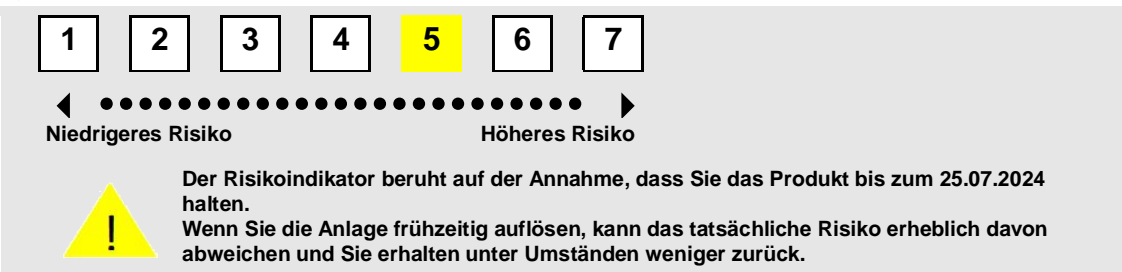 1 2 3 4 5 6 7
Niedrigeres Risiko Höheres Risiko
Der Risikoindikator beruht auf der Annahme, dass Sie das Produkt bis zum 25.07.2024
halten.
Wenn Sie die Anlage frühzeitig auflösen, kann das tatsächliche Risiko erheblich davon
abweichen und Sie erhalten unter Umständen weniger zurück.
!